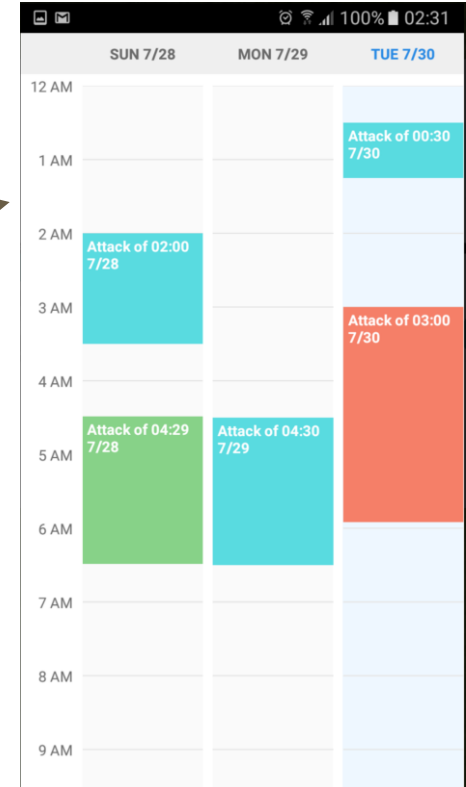 100% 02:31
SUN 7/28 MON 7/29 TUE 7/30
12 AM
Attack of 00:30
7/30
1 AM
2 AM
Attack of 02:00
7/28
3 AM
Attack of 03:00
7/30
4 AM
Attack of 04:29
7/28
Attack of 04:30
7/29
5 AM
6 AM
7 AM
8 AM
9 AM